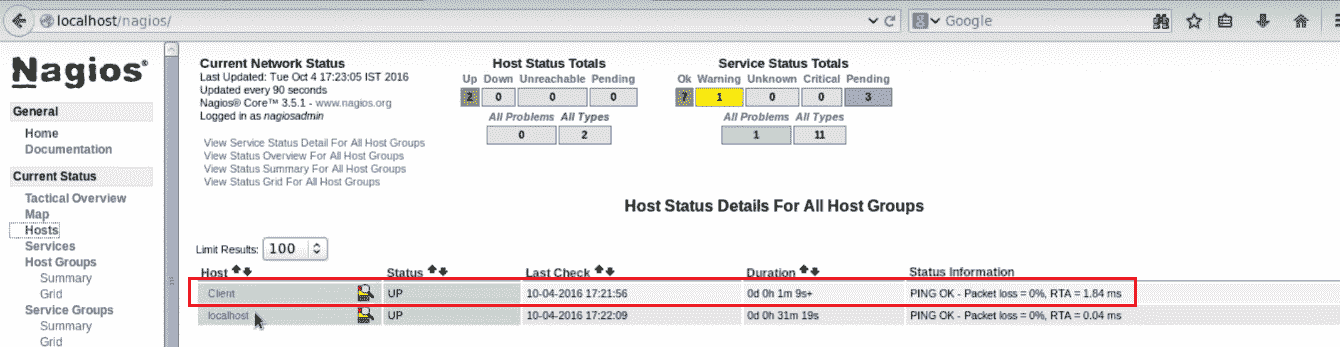 localhost/nagios/
Google
Nagios®
General
Home
Documentation
Current Status
Tactical Overview
Map
Hosts
Services
Host Groups
Summary
Grid
Service Groups
Summary
Grid
Current Network Status
Last Updated: Tue Oct 4 17:23:05 IST 2016
Updated every 90 seconds
Nagios® Core™ 3.5.1 - www.nagios.org
Logged in as nagiosadmin
View Service Status Detail For All Host Groups
View Status Overview For All Host Groups
View Status Summary For All Host Groups
View Status Grid For All Host Groups
Host Status Totals
Up Down Unreachable Pending
2 0 0 0
All Problems All Types
0 2
Service Status Totals
Ok Warning Unknown Critical Pending
7 1 0 0 3
All Problems All Types
1 11
Host Status Details For All Host Groups
Limit Results: 100
Host Status Last Check Duration Status Information
Client UP 10-04-2016 17:21:56 0d 0h 1m 9s+ PING OK - Packet loss = 0%, RTA = 1.84 ms
localhost UP 10-04-2016 17:22:09 0d 0h 31m 19s PING OK - Packet loss = 0%, RTA = 0.04 ms